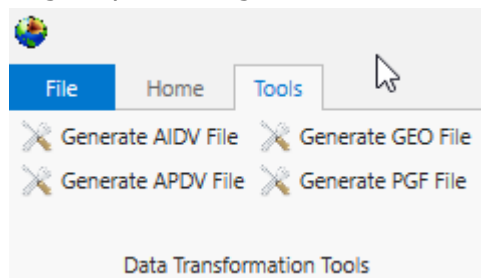 File Home Tools
Generate AIDV File Generate GEO File
Generate APDV File Generate PGF File
Data Transformation Tools